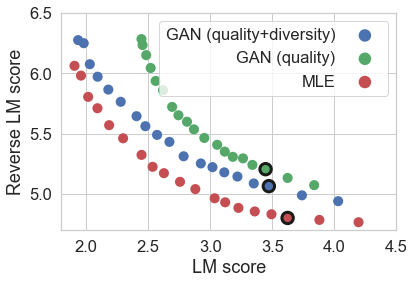 6.5
6.0
5.5
5.0
Reverse LM score
GAN (quality+diversity)
GAN (quality)
MLE
2.0 2.5 3.0 3.5 4.0 4.5
LM score